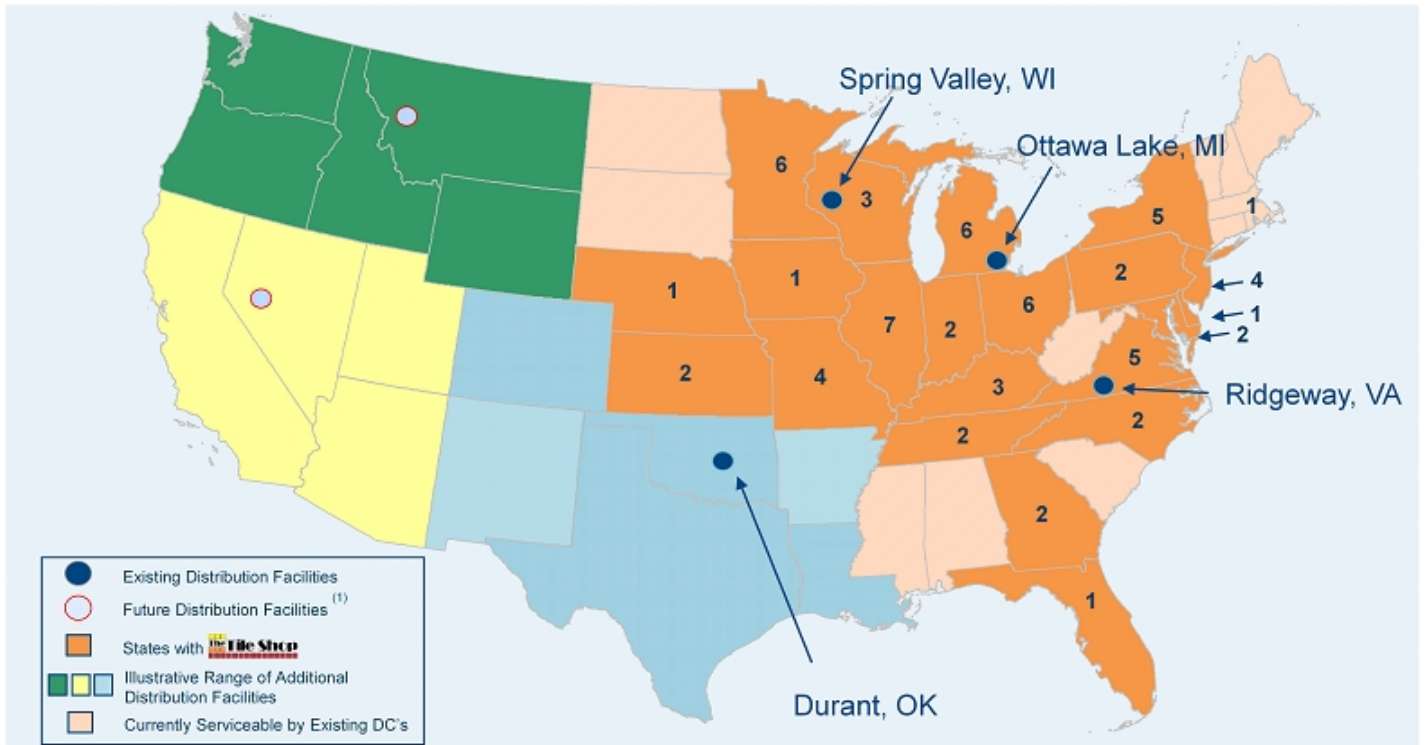 Spring Valley, WI
Ottawa Lake, MI
6
3
6
5
1
1
1
2
4
7
2
6
1
2
2
4
3
5
Ridgeway, VA
2
2
2
1
Durant, OK
Existing Distribution Facilities
Future Distribution Facilities (1)
States with The Tile Shop
Illustrative Range of Additional
Distribution Facilities
Currently Serviceable by Existing DC's